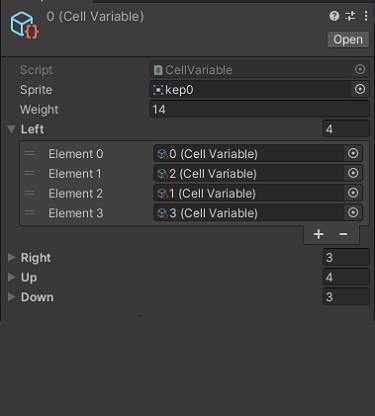 0 (Cell Variable)
Open
Script CellVariable
Sprite kep0
Weight 14
Left 4
Element 0 0 (Cell Variable)
Element 1 2 (Cell Variable)
Element 2 1 (Cell Variable)
Element 3 3 (Cell Variable)
+ −
Right 3
Up 4
Down 3